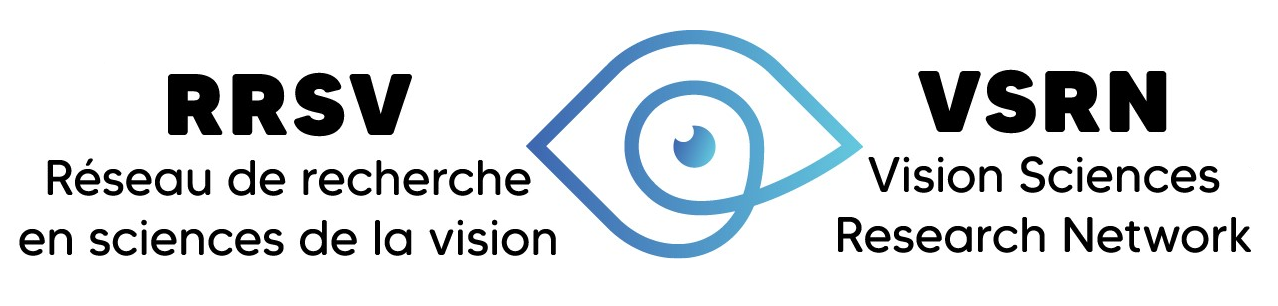 RRSV
Réseau de recherche
en sciences de la vision
VSRN
Vision Sciences
Research Network